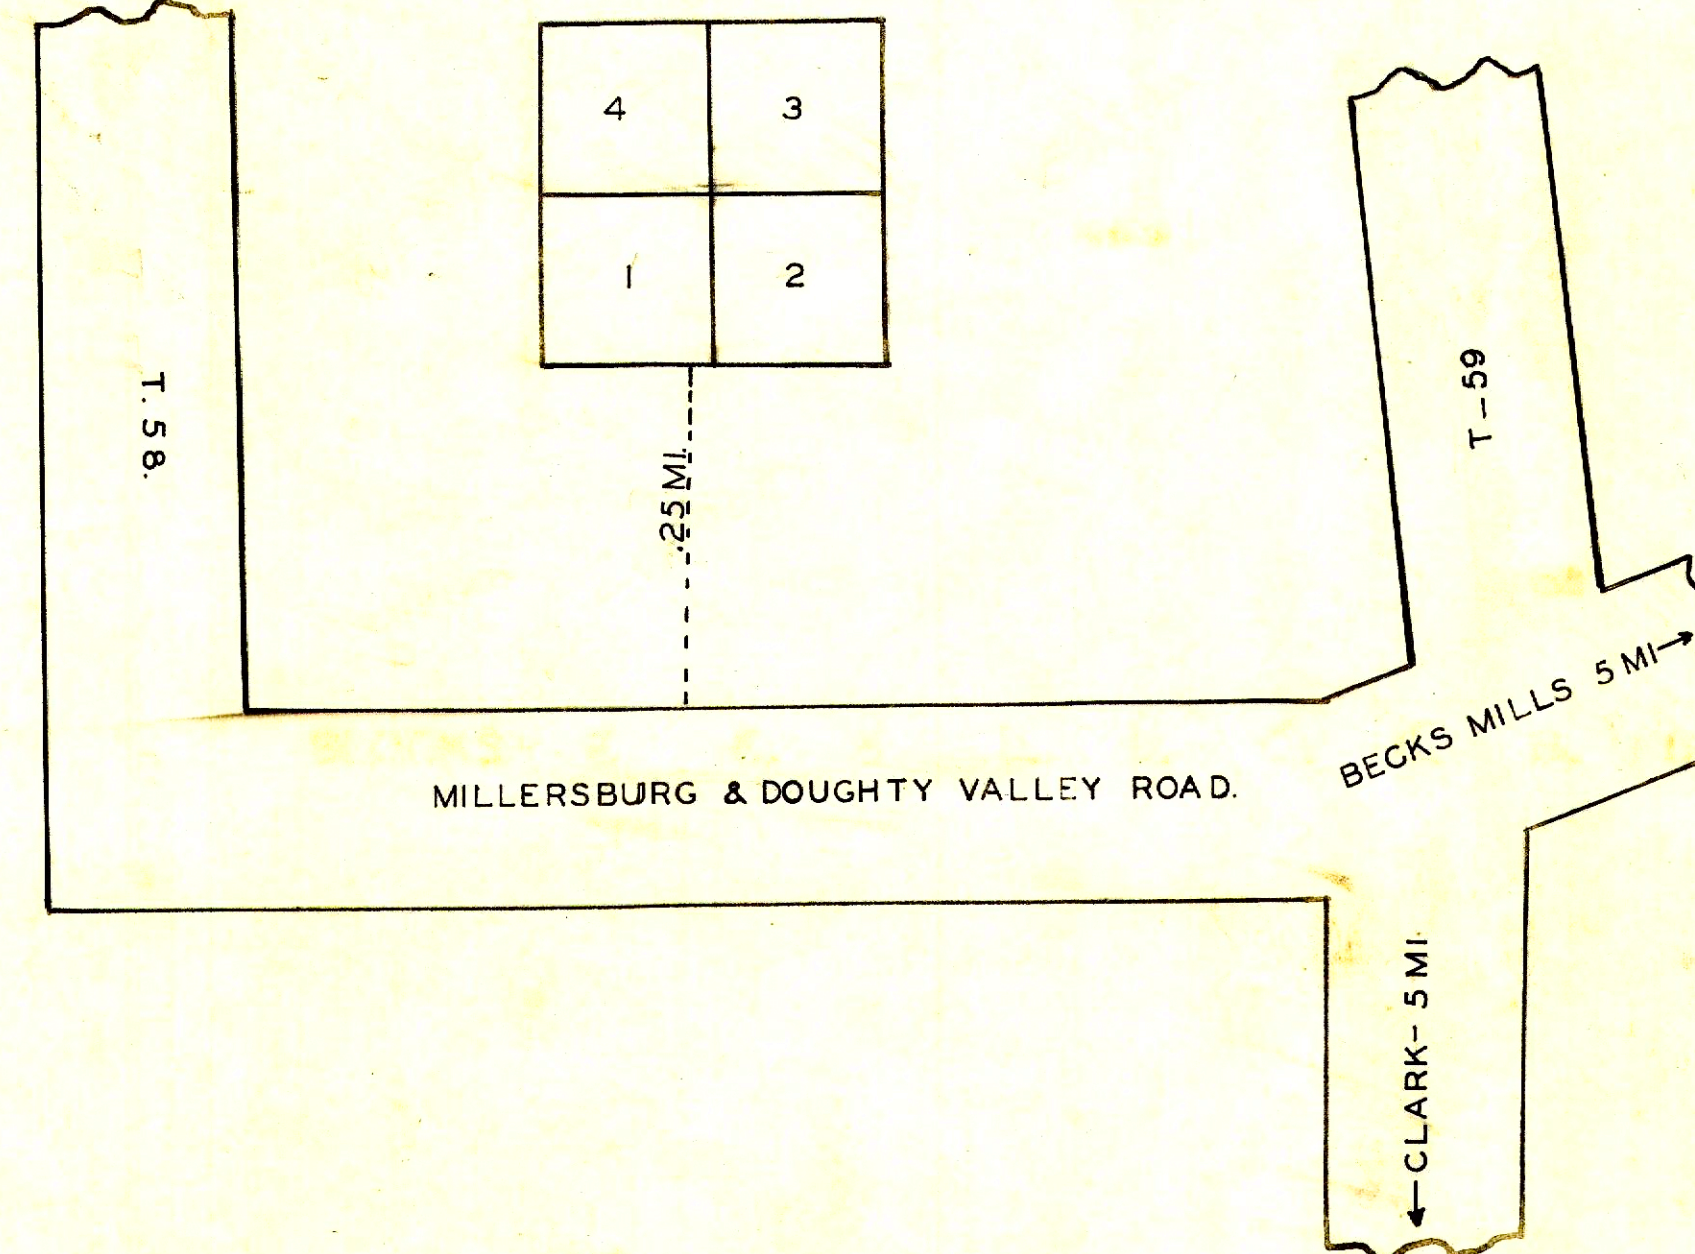 4
3
1
2
T. 58.
T-59
.25 MI.
BECKS MILLS 5 MI→
MILLERSBURG & DOUGHTY VALLEY ROAD.
←CLARK-5 MI.